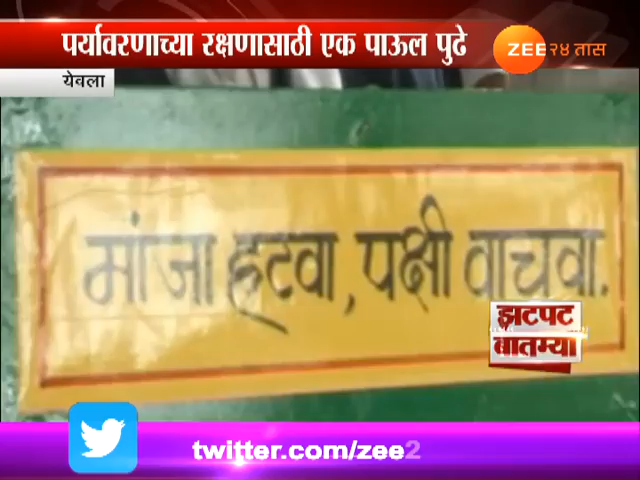 पर्यावरणाच्या रक्षणासाठी एक पाऊल पुढे
ZEE २४ तास
येवला
मांजा हटवा, पक्षी वाचवा.
झटपट
बातम्या
twitter.com/zee2